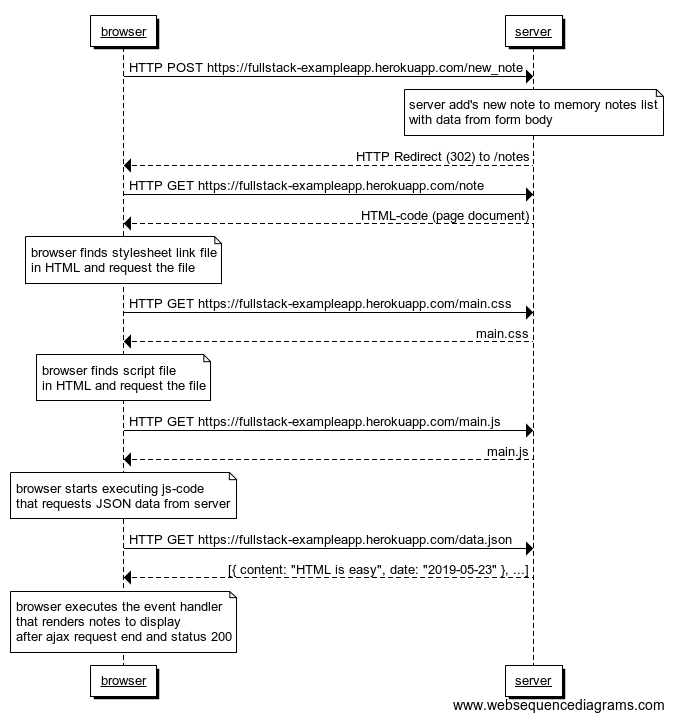 browser
server
HTTP POST https://fullstack-exampleapp.herokuapp.com/new_note
server add's new note to memory notes list
with data from form body
HTTP Redirect (302) to /notes
HTTP GET https://fullstack-exampleapp.herokuapp.com/note
HTML-code (page document)
browser finds stylesheet link file
in HTML and request the file
HTTP GET https://fullstack-exampleapp.herokuapp.com/main.css
main.css
browser finds script file
in HTML and request the file
HTTP GET https://fullstack-exampleapp.herokuapp.com/main.js
main.js
browser starts executing js-code
that requests JSON data from server
HTTP GET https://fullstack-exampleapp.herokuapp.com/data.json
[{ content: "HTML is easy", date: "2019-05-23" }, ...]
browser executes the event handler
that renders notes to display
after ajax request end and status 200
browser
server
www.websequencediagrams.com